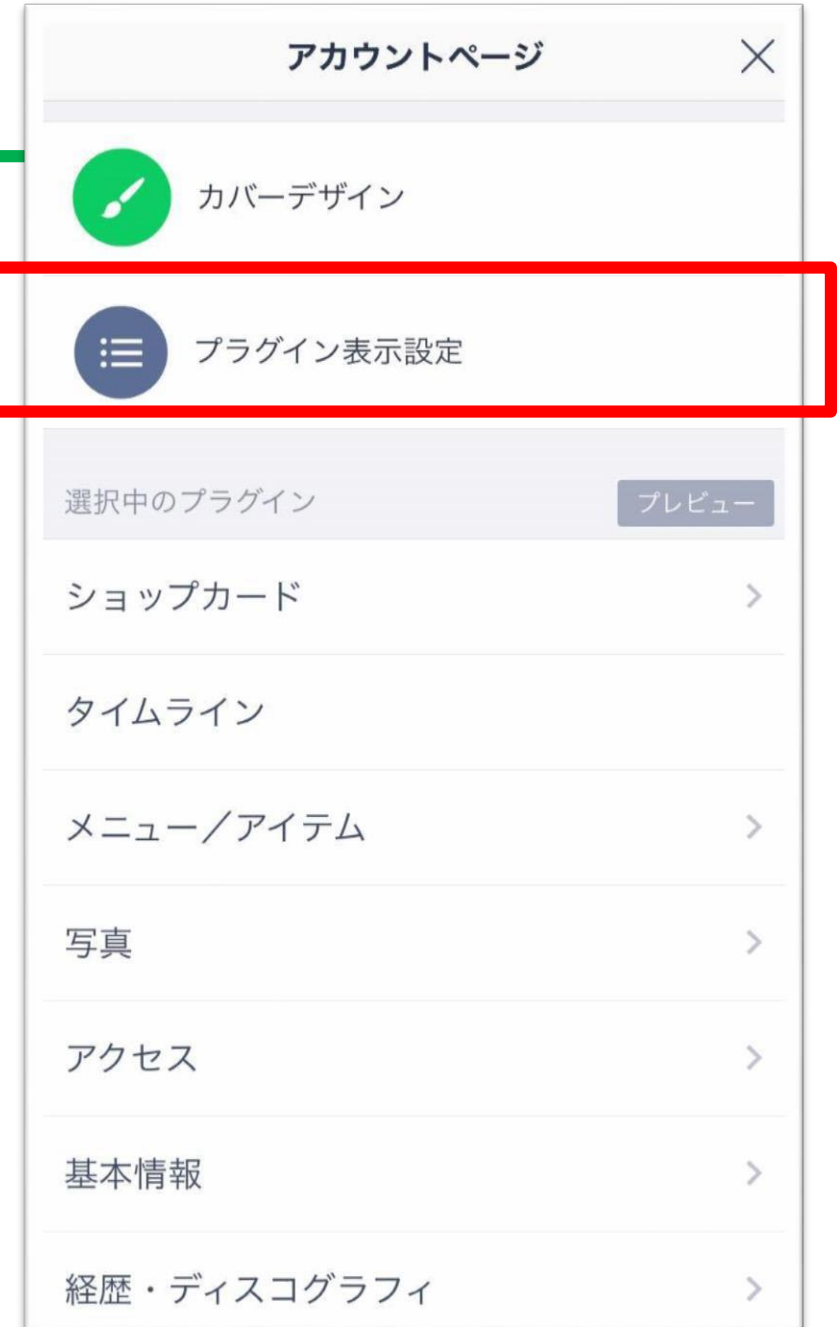 アカウントページ
カバーデザイン
プラグイン表示設定
選択中のプラグイン
プレビュー
ショップカード
タイムライン
メニュー／アイテム
写真
アクセス
基本情報
経歴・ディスコグラフィ